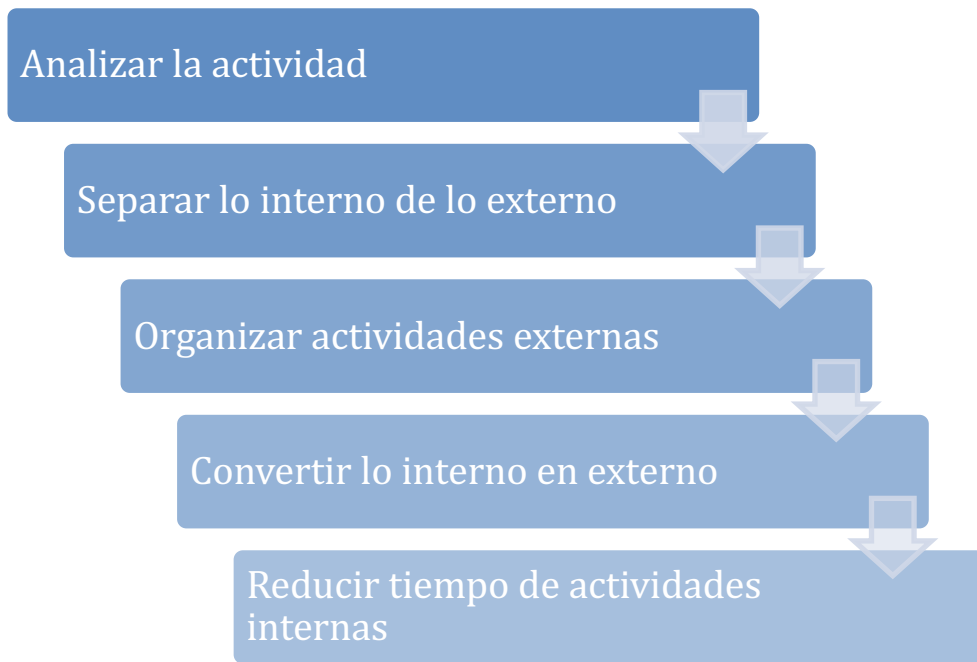 Analizar la actividad
Separar lo interno de lo externo
Organizar actividades externas
Convertir lo interno en externo
Reducir tiempo de actividades
internas